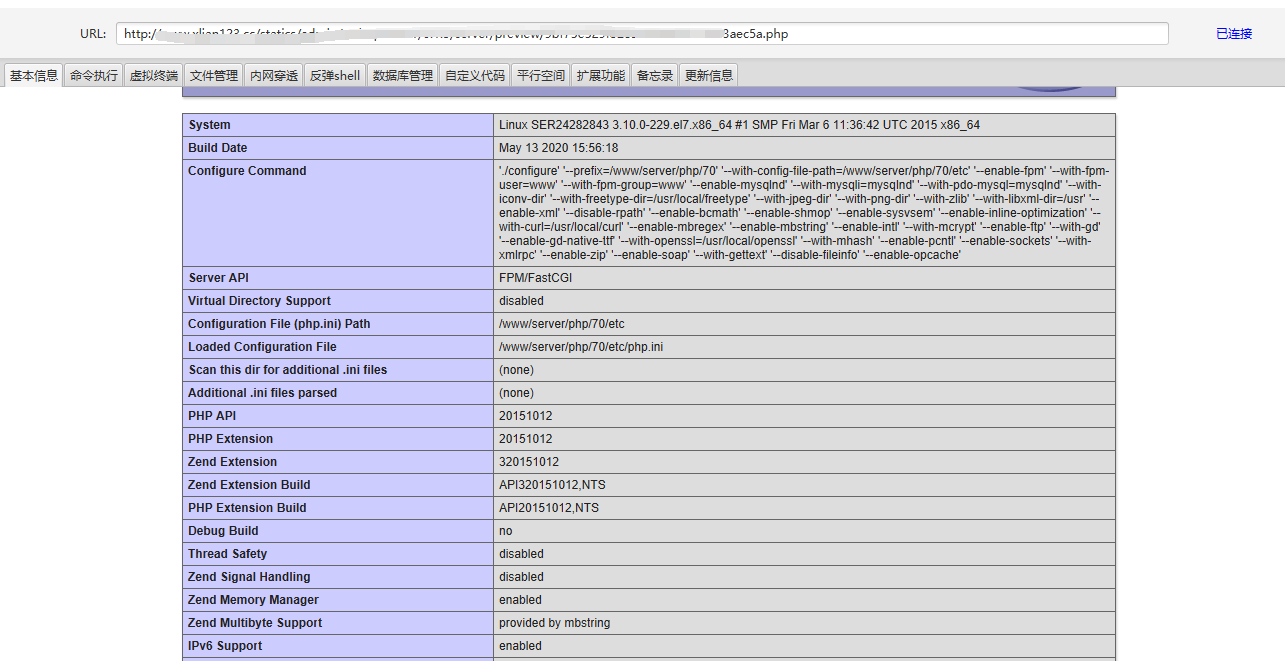 URL: http:// 3aec5a.php 已连接
基本信息 命令执行 虚拟终端 文件管理 内网穿透 反弹shell 数据库管理 自定义代码 平行空间 扩展功能 备忘录 更新信息
System Linux SER24282843 3.10.0-229.el7.x86_64 #1 SMP Fri Mar 6 11:36:42 UTC 2015 x86_64
Build Date May 13 2020 15:56:18
Configure Command './configure' '--prefix=/www/server/php/70' '--with-config-file-path=/www/server/php/70/etc' '--enable-fpm' '--with-fpm-
user=www' '--with-fpm-group=www' '--enable-mysqlnd' '--with-mysqli=mysqlnd' '--with-pdo-mysql=mysqlnd' '--with-
iconv-dir' '--with-freetype-dir=/usr/local/freetype' '--with-jpeg-dir' '--with-png-dir' '--with-zlib' '--with-libxml-dir=/usr' '--
enable-xml' '--disable-rpath' '--enable-bcmath' '--enable-shmop' '--enable-sysvsem' '--enable-inline-optimization' '--
with-curl=/usr/local/curl' '--enable-mbregex' '--enable-mbstring' '--enable-intl' '--with-mcrypt' '--enable-ftp' '--with-gd'
'--enable-gd-native-ttf' '--with-openssl=/usr/local/openssl' '--with-mhash' '--enable-pcntl' '--enable-sockets' '--with-
xmlrpc' '--enable-zip' '--enable-soap' '--with-gettext' '--disable-fileinfo' '--enable-opcache'
Server API FPM/FastCGI
Virtual Directory Support disabled
Configuration File (php.ini) Path /www/server/php/70/etc
Loaded Configuration File /www/server/php/70/etc/php.ini
Scan this dir for additional .ini files (none)
Additional .ini files parsed (none)
PHP API 20151012
PHP Extension 20151012
Zend Extension 320151012
Zend Extension Build API320151012,NTS
PHP Extension Build API20151012,NTS
Debug Build no
Thread Safety disabled
Zend Signal Handling disabled
Zend Memory Manager enabled
Zend Multibyte Support provided by mbstring
IPv6 Support enabled